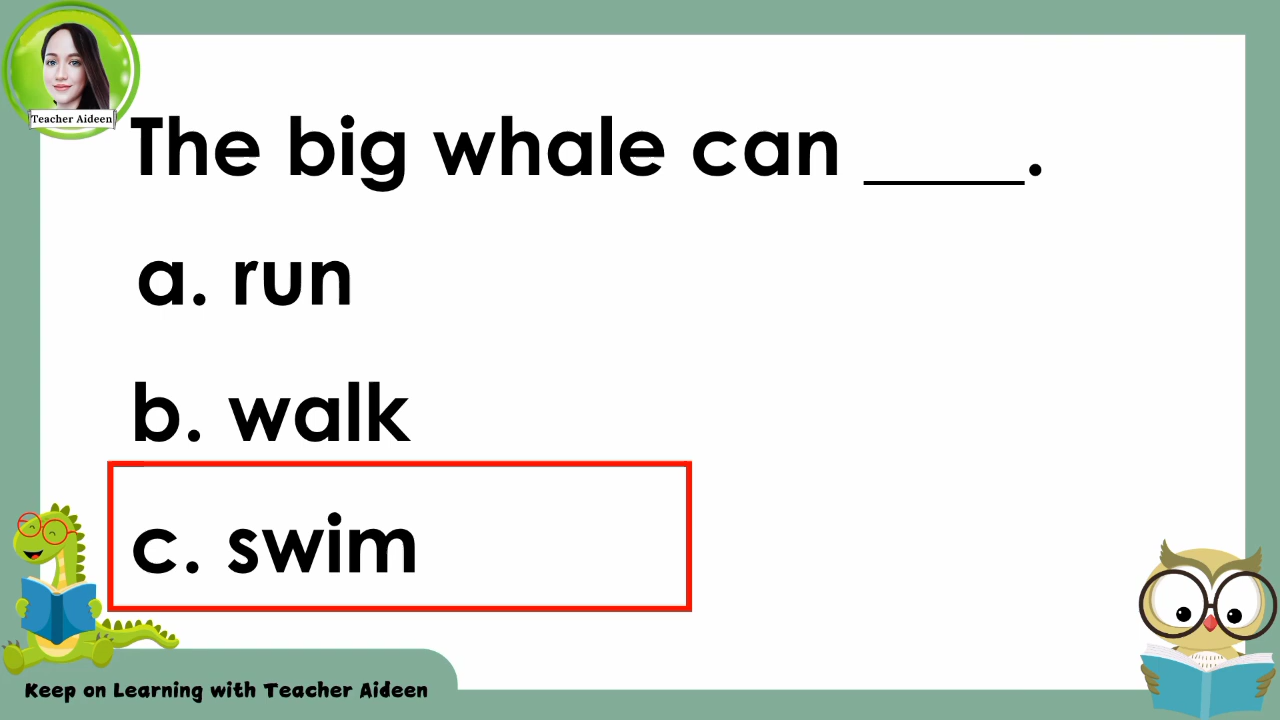 Teacher Aideen
The big whale can ____.
a. run
b. walk
c. swim
Keep on Learning with Teacher Aideen